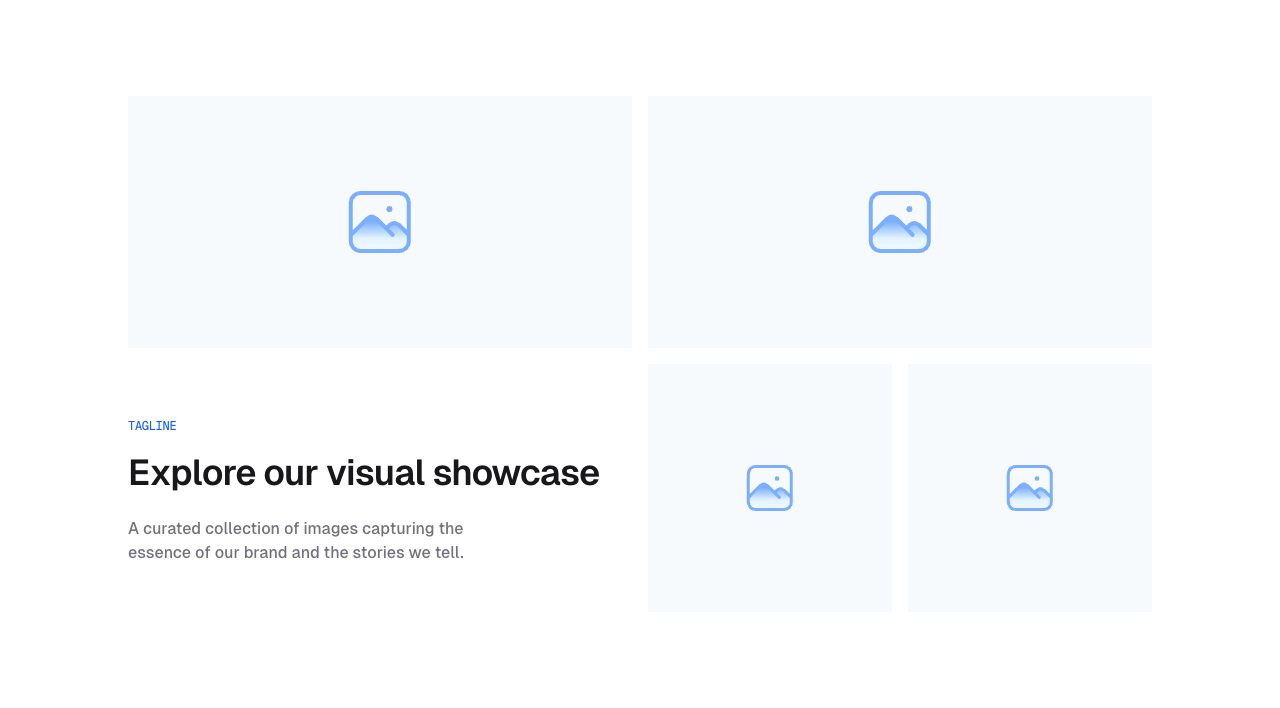 TAGLINE
Explore our visual showcase
A curated collection of images capturing the
essence of our brand and the stories we tell.